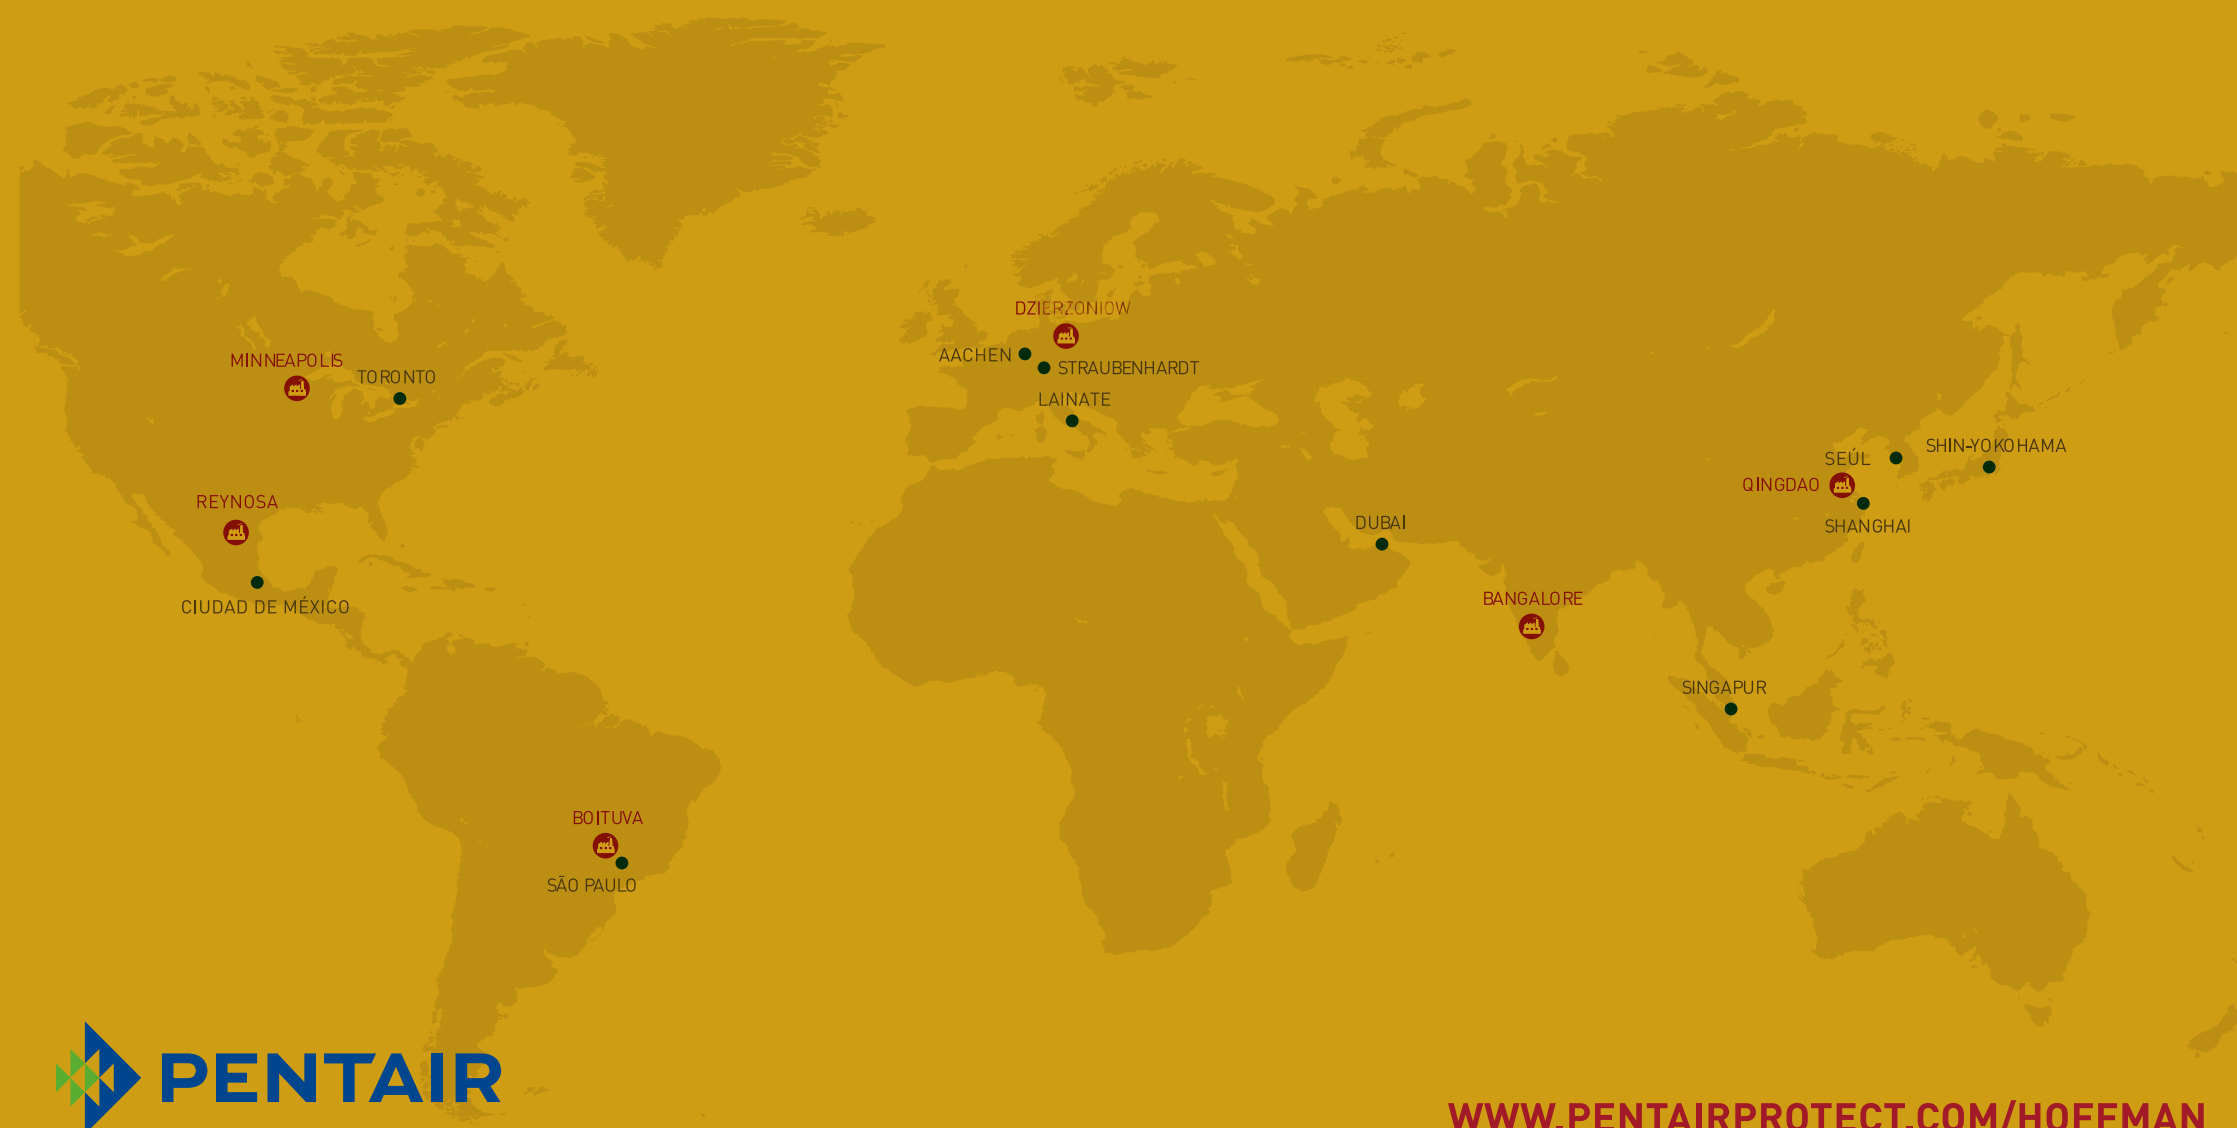 DZIERZONIOW
MINNEAPOLIS
AACHEN
STRAUBENHARDT
TORONTO
LAINATE
SHIN-YOKOHAMA
SEÚL
QINGDAO
REYNOSA
DUBAI
SHANGHAI
BANGALORE
CIUDAD DE MÉXICO
SINGAPUR
BOITUVA
SÃO PAULO
PENTAIR
WWW.PENTAIRPROTECT.COM/HOFFMAN